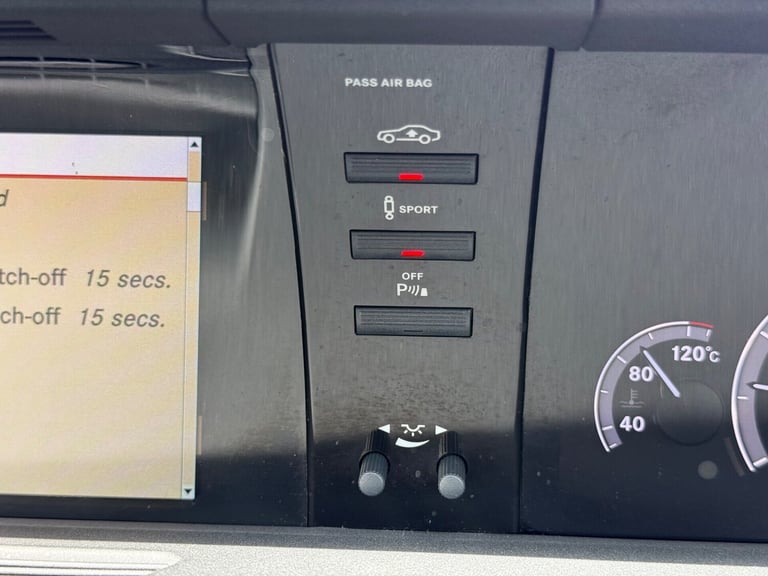 PASS AIR BAG
SPORT
OFF
P
d
tch-off 15 secs.
ch-off 15 secs.
120°C
80
40